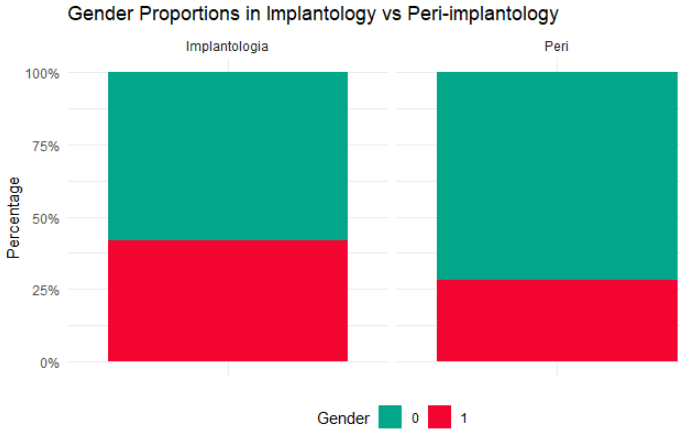 Gender Proportions in Implantology vs Peri-implantology
Implantologia
Peri
100%
75%
50%
25%
0%
Percentage
Gender 0 1